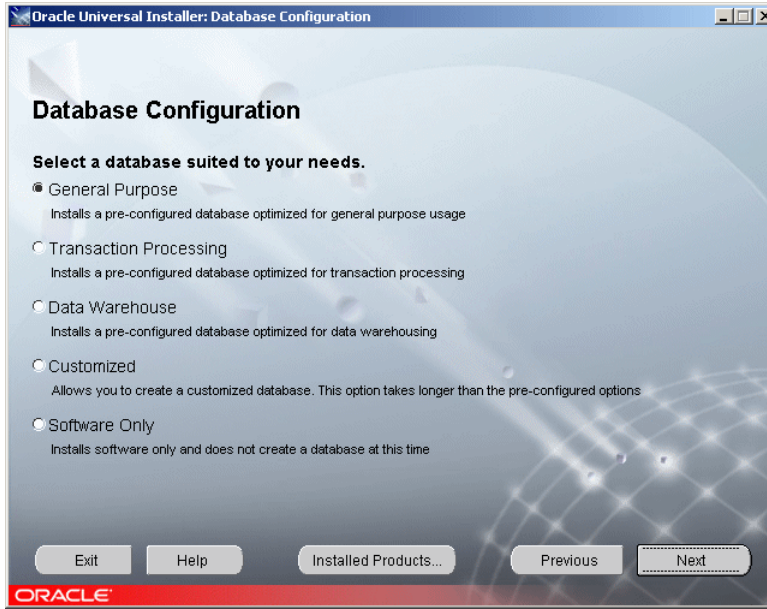 Oracle Universal Installer: Database Configuration
Database Configuration
Select a database suited to your needs.
General Purpose
Installs a pre-configured database optimized for general purpose usage
Transaction Processing
Installs a pre-configured database optimized for transaction processing
Data Warehouse
Installs a pre-configured database optimized for data warehousing
Customized
Allows you to create a customized database. This option takes longer than the pre-configured options
Software Only
Installs software only and does not create a database at this time
Exit Help Installed Products... Previous Next
ORACLE